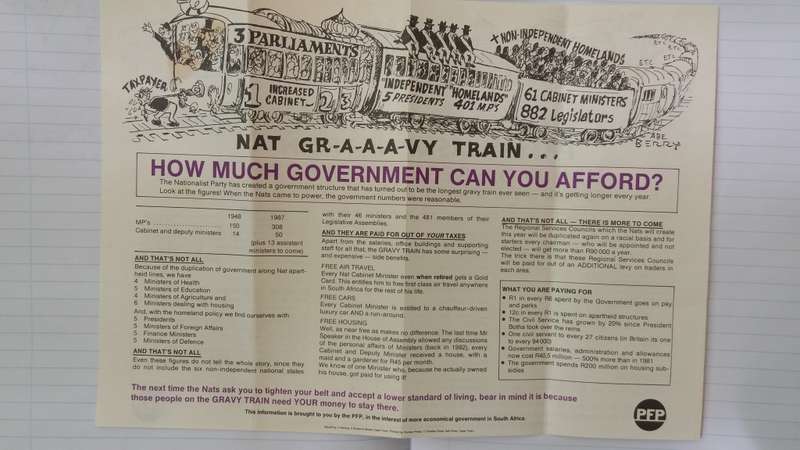 TAXPAYER
3 PARLIAMENTS
1 INCREASED CABINET 2 3
"INDEPENDENT" HOMELANDS
5 PRESIDENTS 401 M.P.S
+ NON-INDEPENDENT HOMELANDS
61 CABINET MINISTERS
882 Legislators
ETC
ETC
ETC
ETC
ABE BERRY
NAT GR-A-A-A-VY TRAIN...
HOW MUCH GOVERNMENT CAN YOU AFFORD?
The Nationalist Party has created a government structure that has turned out to be the longest gravy train ever seen — and it's getting longer every year.
Look at the figures! When the Nats came to power, the government numbers were reasonable.
1948 1987
MP's 150 308
Cabinet and deputy ministers 14 50
(plus 13 assistant
ministers to come)
AND THAT'S NOT ALL
Because of the duplication of government along Nat apart-
heid lines, we have
4 Ministers of Health
5 Ministers of Education
4 Ministers of Agriculture and
6 Ministers dealing with housing
And, with the homeland policy we find ourselves with
5 Presidents
5 Ministers of Foreign Affairs
5 Finance Ministers
5 Ministers of Defence
AND THAT'S NOT ALL
Even these figures do not tell the whole story, since they
do not include the six non-independent national states
with their 46 ministers and the 481 members of their
Legislative Assemblies.
AND THEY ARE PAID FOR OUT OF YOUR TAXES
Apart from the salaries, office buildings and supporting
staff for all that, the GRAVY TRAIN has some surprising —
and expensive — side benefits.
FREE AIR TRAVEL
Every Nat Cabinet Minister even when retired gets a Gold
Card. This entitles him to free first class air travel anywhere
in South Africa for the rest of his life.
FREE CARS
Every Cabinet Minister is entitled to a chauffeur-driven
luxury car AND a run-around.
FREE HOUSING
Well, as near free as makes no difference. The last time Mr
Speaker in the House of Assembly allowed any discussions
of the personal affairs of Ministers (back in 1982), every
Cabinet and Deputy Minister received a house, with a
maid and a gardener for R45 per month.
We know of one Minister who, because he actually owned
his house, got paid for using it!
AND THAT'S NOT ALL — THERE IS MORE TO COME
The Regional Services Councils which the Nats will create
this year will be duplicated again on a racial basis and for
starters every chairman — who will be appointed and not
elected — will get more than R90 000 a year.
The trick there is that these Regional Services Councils
will be paid for out of an ADDITIONAL levy on traders in
each area.
WHAT YOU ARE PAYING FOR
● R1 in every R6 spent by the Government goes on pay
and perks
● 12c in every R1 is spent on apartheid structures
● The Civil Service has grown by 20% since President
Botha took over the reins
● One civil servant to every 27 citizens (in Britain its one
to every 94 000)
● Government salaries, administration and allowances
now cost R40,5 million — 500% more than in 1981
● The government spends R200 million on housing sub-
sidies
The next time the Nats ask you to tighten your belt and accept a lower standard of living, bear in mind it is because
those people on the GRAVY TRAIN need YOUR money to stay there.
This information is brought to you by the PFP, in the interest of more economical government in South Africa
PFP